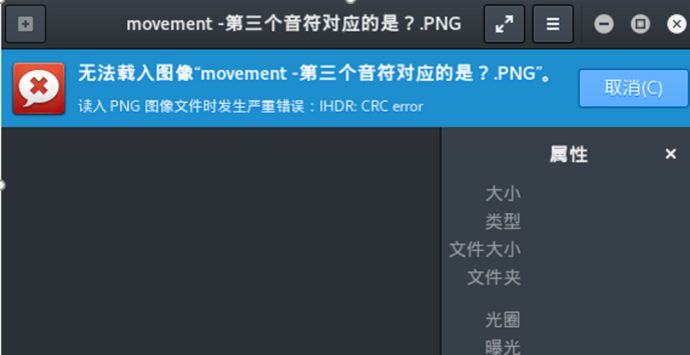 movement -第三个音符对应的是？.PNG
无法载入图像“movement -第三个音符对应的是？.PNG”。
取消(C)
读入 PNG 图像文件时发生严重错误：IHDR: CRC error
属性
大小
类型
文件大小
文件夹
光圈
曝光